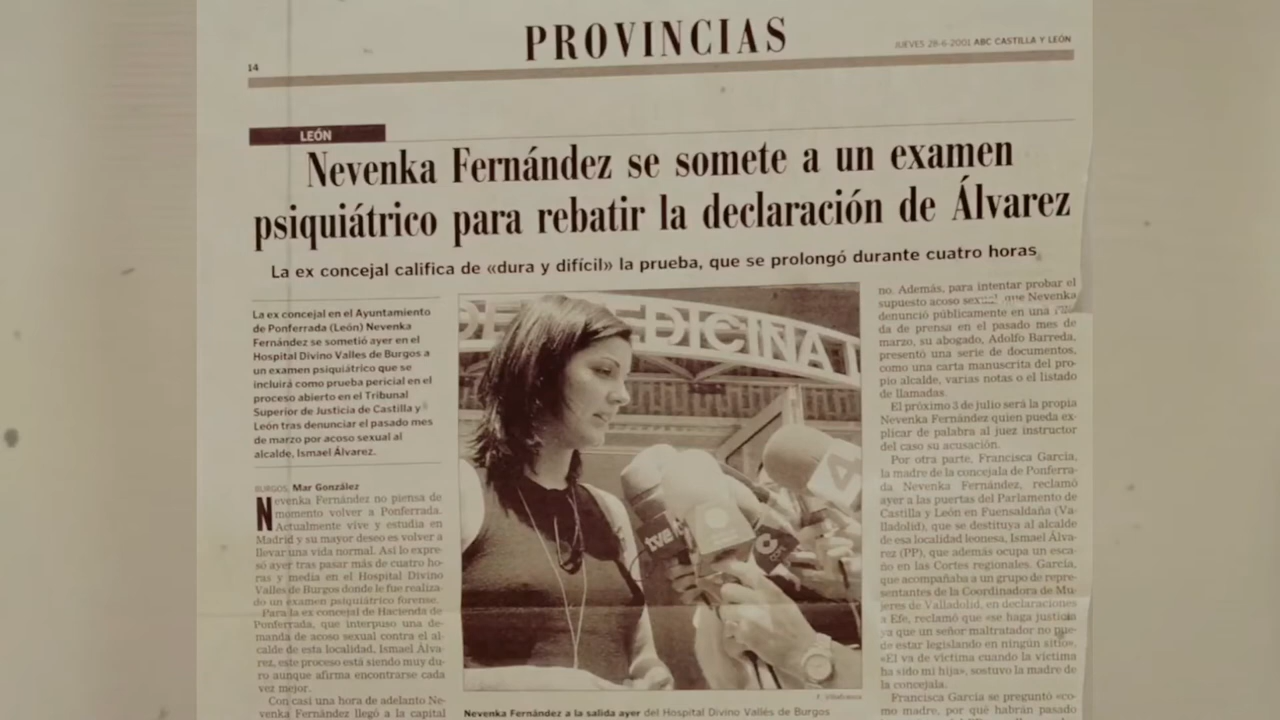 PROVINCIAS
14
JUEVES 28-6-2001 ABC CASTILLA Y LEÓN
LEÓN
Nevenka Fernández se somete a un examen
psiquiátrico para rebatir la declaración de Álvarez
La ex concejal califica de «dura y difícil» la prueba, que se prolongó durante cuatro horas
La ex concejal en el Ayuntamiento
de Ponferrada (León) Nevenka
Fernández se sometió ayer en el
Hospital Divino Valles de Burgos a
un examen psiquiátrico que se
incluirá como prueba pericial en el
proceso abierto en el Tribunal
Superior de Justicia de Castilla y
León tras denunciar el pasado mes
de marzo por acoso sexual al
alcalde, Ismael Álvarez.
BURGOS. Mar González
Nevenka Fernández no piensa de
momento volver a Ponferrada.
Actualmente vive y estudia en
Madrid y su mayor deseo es volver a
llevar una vida normal. Así lo expre-
só ayer tras pasar más de cuatro ho-
ras y media en el Hospital Divino
Valles de Burgos donde le fue realiza-
do un examen psiquiátrico forense.
Para la ex concejal de Hacienda de
Ponferrada, que interpuso una de-
manda de acoso sexual contra el al-
calde de esta localidad, Ismael Álva-
rez, este proceso está siendo muy du-
ro aunque afirma encontrarse cada
vez mejor.
Con casi una hora de adelanto Ne-
venka Fernández llegó a la capital
DE MEDICINA
tve
4
COPE
F. Villafranca
Nevenka Fernández a la salida ayer del Hospital Divino Vallés de Burgos
no. Además, para intentar probar el
supuesto acoso sexual que Nevenka
denunció públicamente en una
da de prensa en el pasado mes de
marzo, su abogado, Adolfo Barreda,
presentó una serie de documentos,
como una carta manuscrita del pro-
pio alcalde, varias notas o el listado
de llamadas.
El próximo 3 de julio será la propia
Nevenka Fernández quien pueda ex-
plicar de palabra al juez instructor
del caso su acusación.
Por otra parte, Francisca García,
la madre de la concejala de Ponferra-
da Nevenka Fernández, reclamó
ayer a las puertas del Parlamento de
Castilla y León en Fuensaldaña (Va-
lladolid), que se destituya al alcalde
de esa localidad leonesa, Ismael Álva-
rez (PP), que además ocupa un esca-
ño en las Cortes regionales. García,
que acompañaba a un grupo de repre-
sentantes de la Coordinadora de Mu-
jeres de Valladolid, en declaraciones
a Efe, reclamó que «se haga justicia
ya que un señor maltratador no pue-
de estar legislando en ningún sitio».
«El va de víctima cuando la víctima
ha sido mi hija», sostuvo la madre de
la concejala.
Francisca García se preguntó «co-
mo madre, por qué habrán pasado